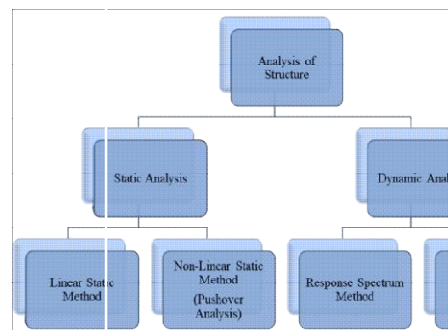 Analysis of
Structure
Static Analysis
Dynamic Anal
Linear Static
Method
Non-Linear Static
Method
(Pushover
Analysis)
Response Spectrum
Method